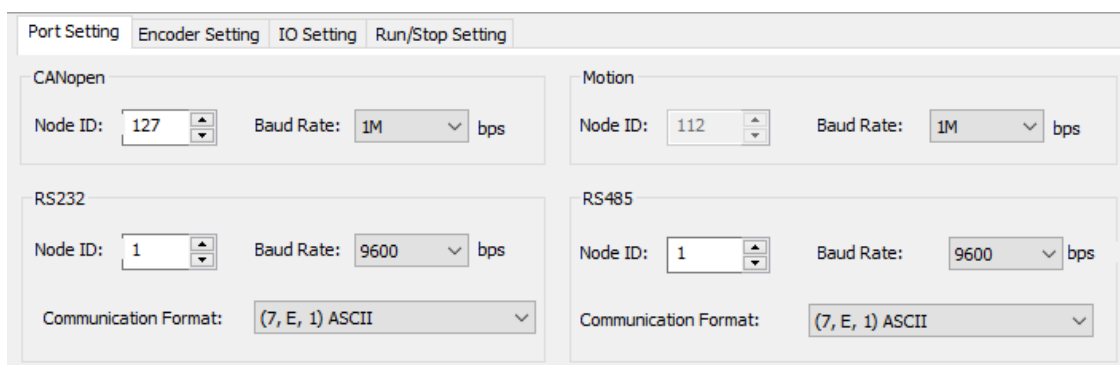 Port Setting Encoder Setting IO Setting Run/Stop Setting
CANopen
Node ID: 127 Baud Rate: 1M bps
Motion
Node ID: 112 Baud Rate: 1M bps
RS232
Node ID: 1 Baud Rate: 9600 bps
Communication Format: (7, E, 1) ASCII
RS485
Node ID: 1 Baud Rate: 9600 bps
Communication Format: (7, E, 1) ASCII